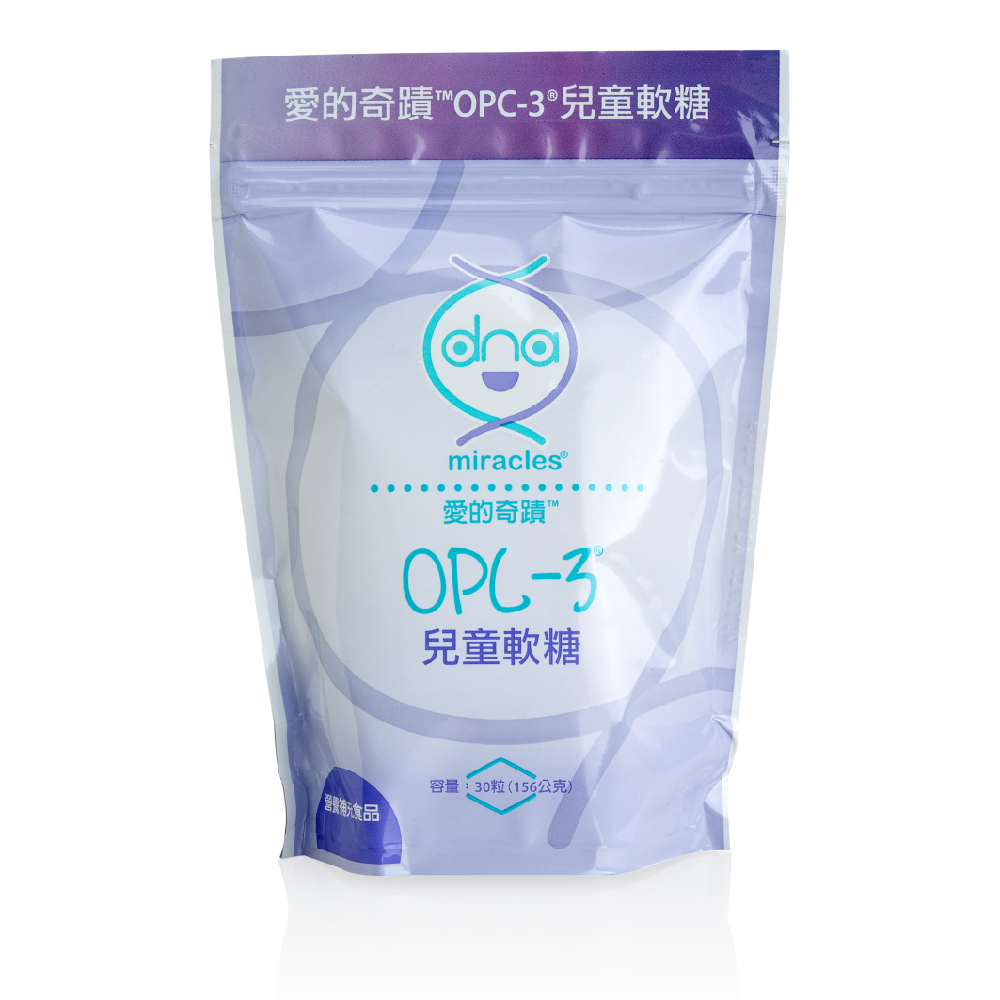 愛的奇蹟™OPC-3®兒童軟糖
dna
miracles®
愛的奇蹟™
OPC-3®
兒童軟糖
容量：30粒(156公克)
營養補充食品